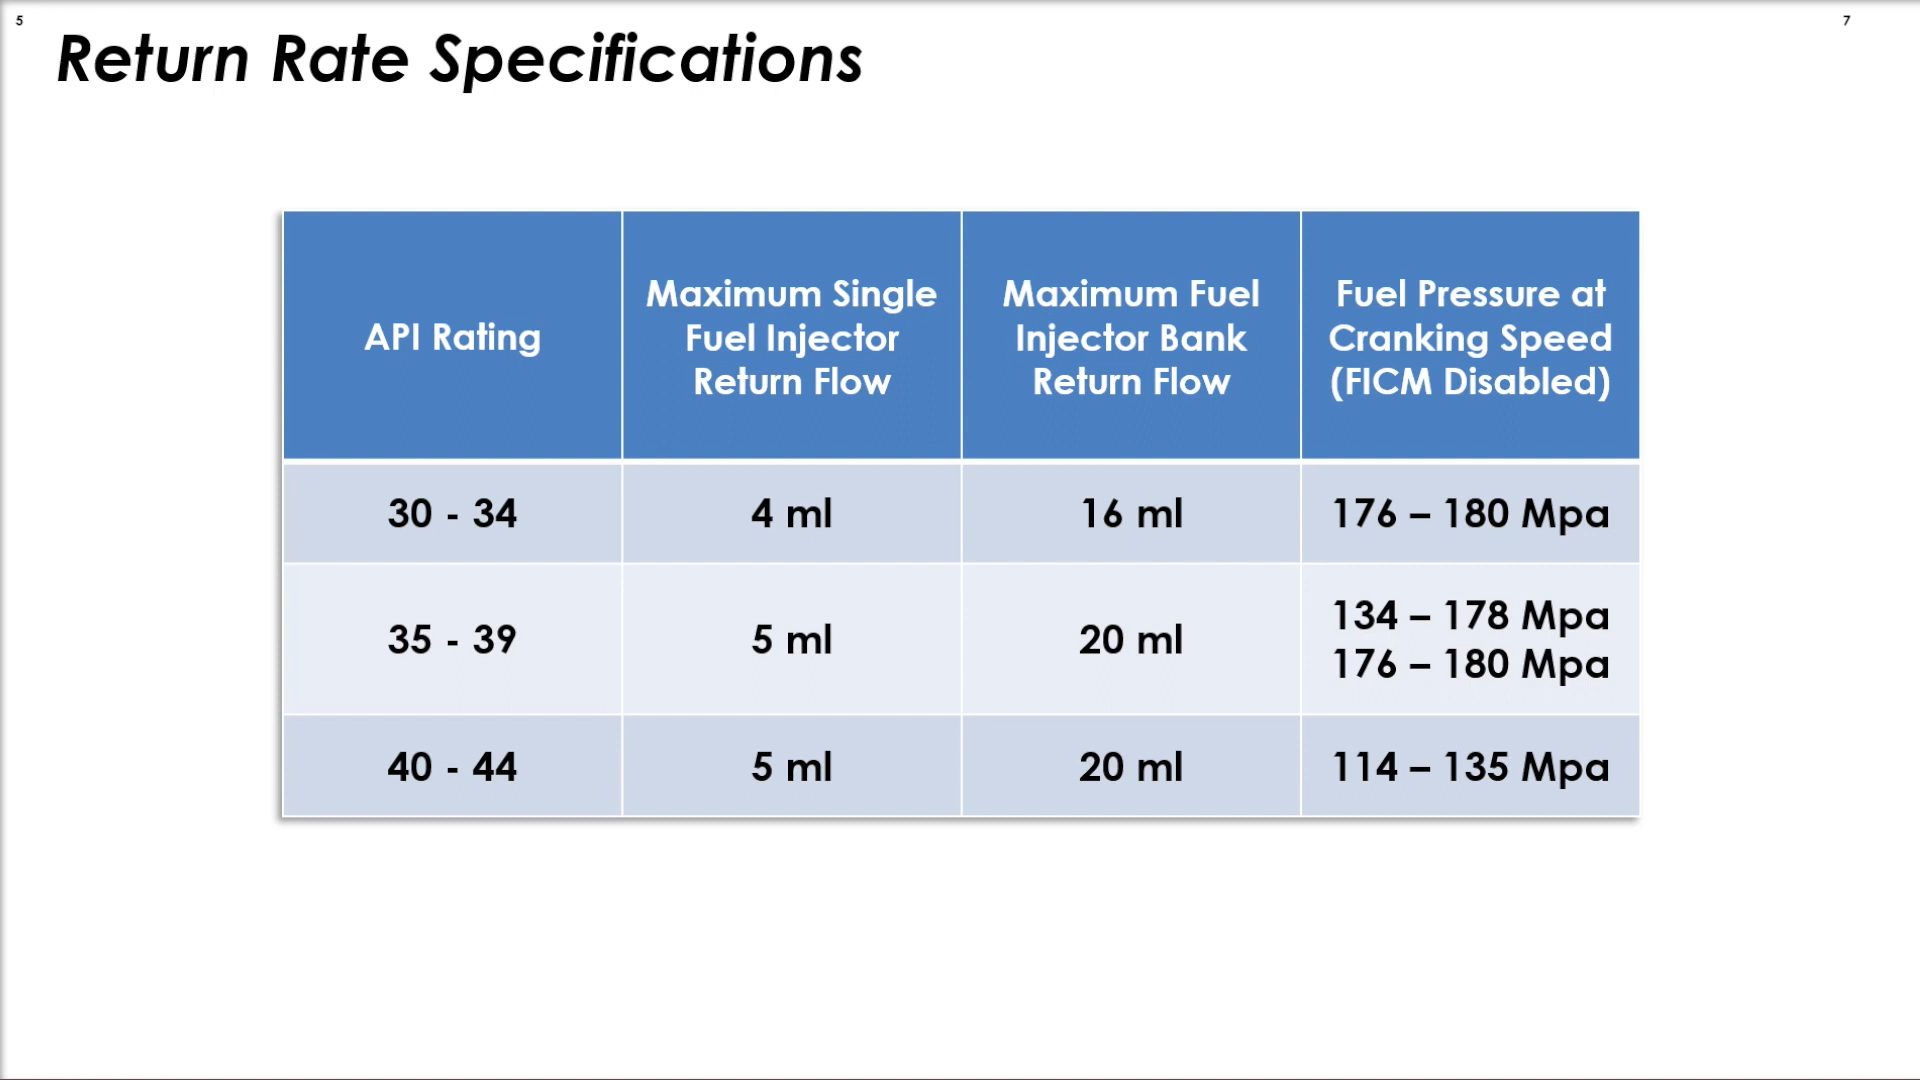 5
7
Return Rate Specifications
API Rating
Maximum Single
Fuel Injector
Return Flow
Maximum Fuel
Injector Bank
Return Flow
Fuel Pressure at
Cranking Speed
(FICM Disabled)
30 - 34
4 ml
16 ml
176 – 180 Mpa
35 - 39
5 ml
20 ml
134 – 178 Mpa
176 – 180 Mpa
40 - 44
5 ml
20 ml
114 – 135 Mpa